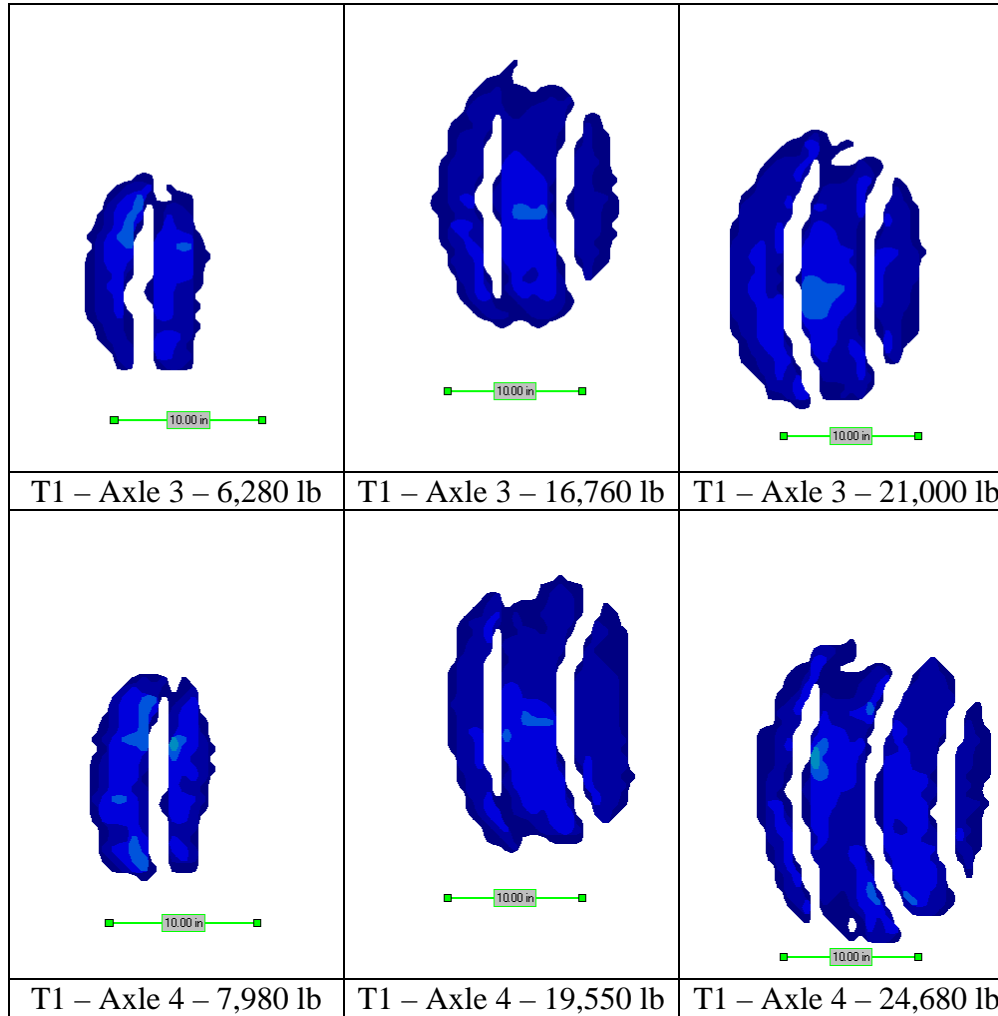 10.00 in
10.00 in
10.00 in
T1 – Axle 3 – 6,280 lb
T1 – Axle 3 – 16,760 lb
T1 – Axle 3 – 21,000 lb
10.00 in
10.00 in
10.00 in
T1 – Axle 4 – 7,980 lb
T1 – Axle 4 – 19,550 lb
T1 – Axle 4 – 24,680 lb